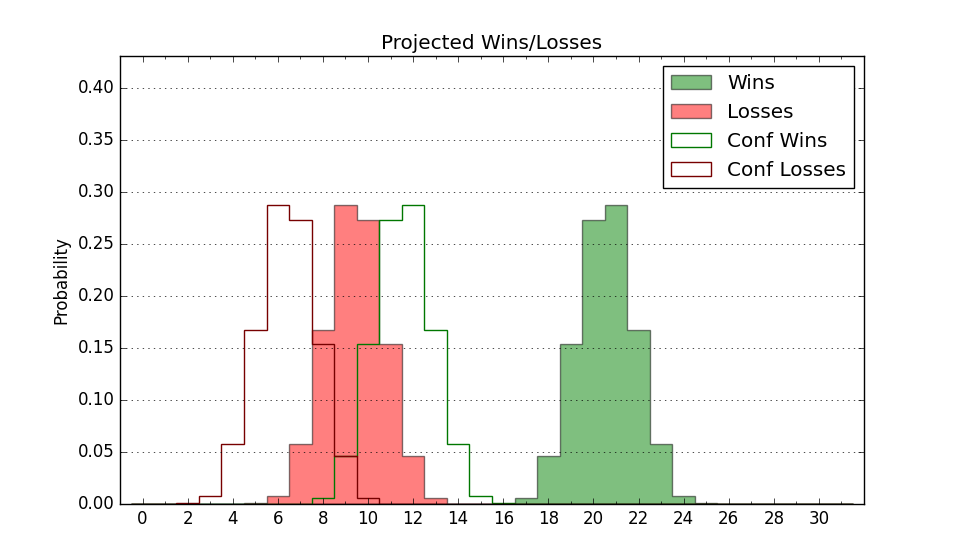 Projected Wins/Losses
Wins
Losses
Conf Wins
Conf Losses
Probability
0.40
0.35
0.30
0.25
0.20
0.15
0.10
0.05
0.00
0 2 4 6 8 10 12 14 16 18 20 22 24 26 28 30